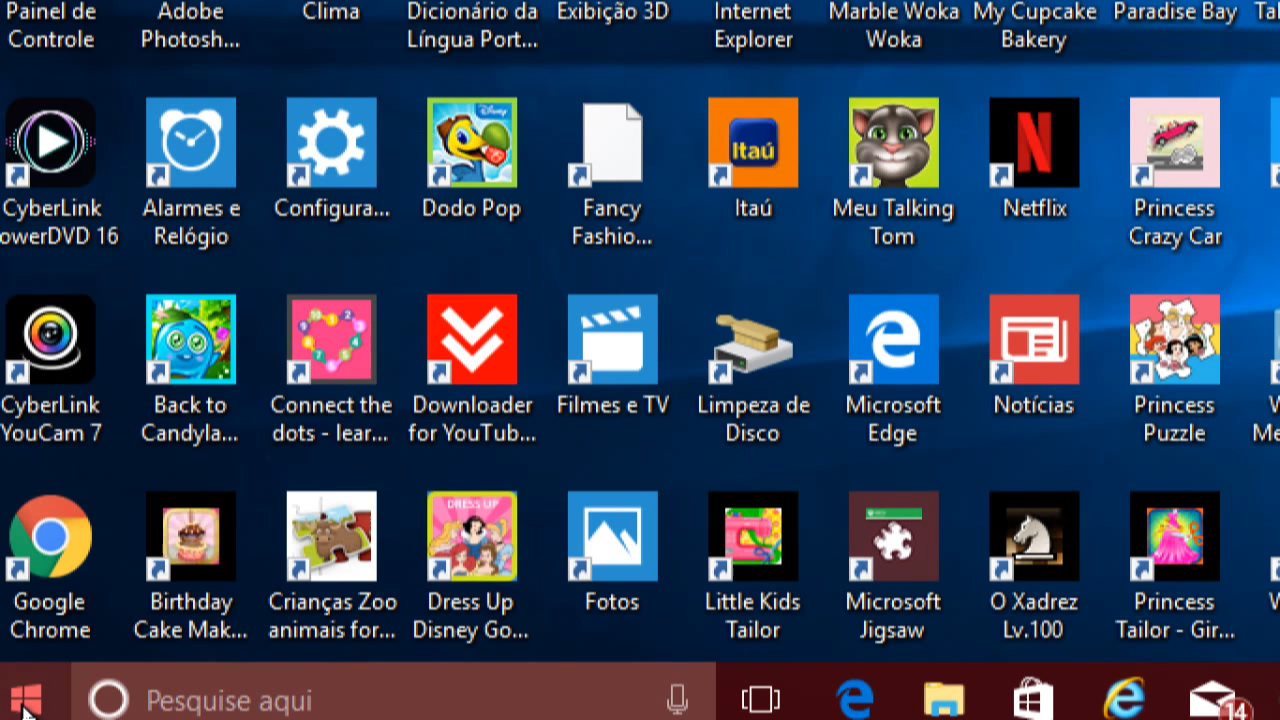 Painel de
Controle
Adobe
Photosh...
Clima
Dicionário da
Língua Port...
Exibição 3D
Internet
Explorer
Marble Woka
Woka
My Cupcake
Bakery
Paradise Bay
CyberLink
owerDVD 16
Alarmes e
Relógio
Configura...
Disney
Dodo Pop
Fancy
Fashio...
Itaú
Itaú
Meu Talking
Tom
N
Netflix
Princess
Crazy Car
CyberLink
YouCam 7
Back to
Candyla...
Connect the
dots - lear...
Downloader
for YouTub...
Filmes e TV
Limpeza de
Disco
Microsoft
Edge
Notícias
Princess
Puzzle
Google
Chrome
Birthday
Cake Mak...
Crianças Zoo
animais for...
DRESS UP
Dress Up
Disney Go...
Fotos
Little Kids
Tailor
Microsoft
Jigsaw
O Xadrez
Lv.100
Princess
Tailor - Gir...
Pesquise aqui
14